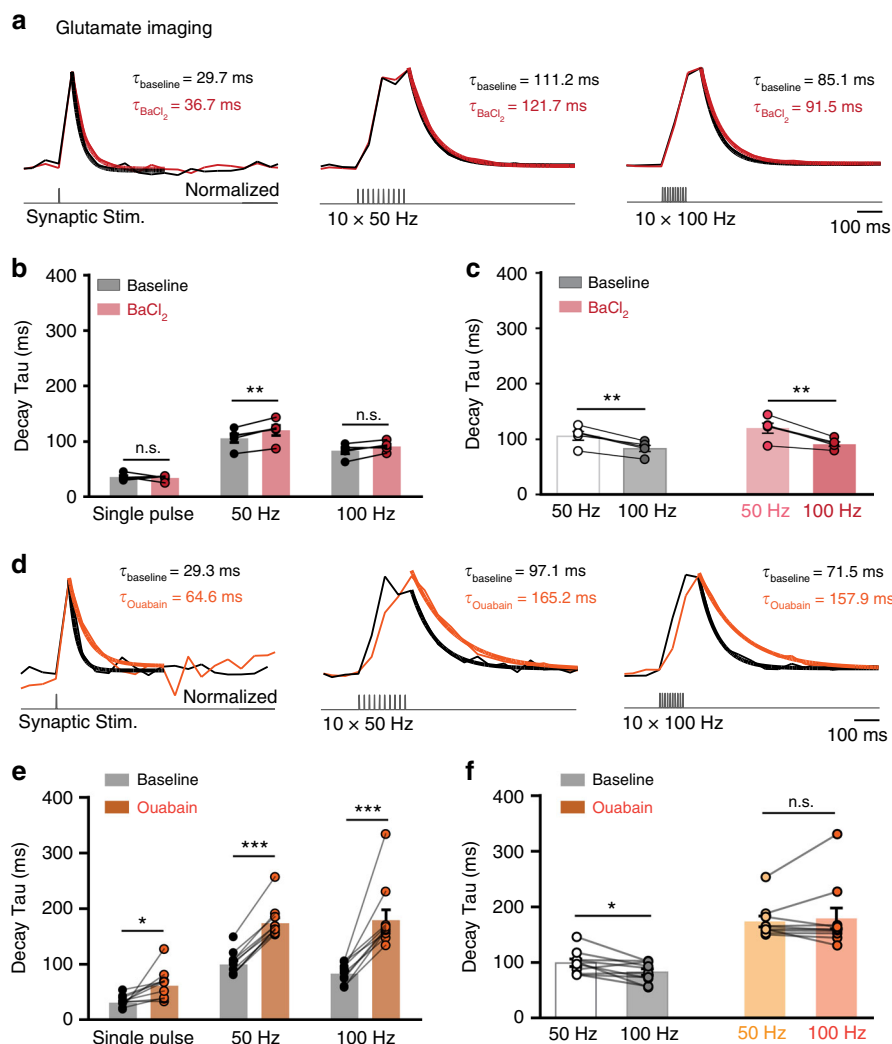 a Glutamate imaging
τbaseline = 29.7 ms
τBaCl2 = 36.7 ms
τbaseline = 111.2 ms
τBaCl2 = 121.7 ms
τbaseline = 85.1 ms
τBaCl2 = 91.5 ms
Normalized
Synaptic Stim.
10 × 50 Hz
10 × 100 Hz
100 ms
b
Baseline
BaCl2
Decay Tau (ms)
400
300
200
100
0
n.s.
**
n.s.
Single pulse 50 Hz 100 Hz
c
Baseline
BaCl2
Decay Tau (ms)
400
300
200
100
0
**
**
50 Hz 100 Hz 50 Hz 100 Hz
d
τbaseline = 29.3 ms
τOuabain = 64.6 ms
τbaseline = 97.1 ms
τOuabain = 165.2 ms
τbaseline = 71.5 ms
τOuabain = 157.9 ms
Normalized
Synaptic Stim.
10 × 50 Hz
10 × 100 Hz
100 ms
e
Baseline
Ouabain
Decay Tau (ms)
400
300
200
100
0
*
***
***
Single pulse 50 Hz 100 Hz
f
Baseline
Ouabain
Decay Tau (ms)
400
300
200
100
0
*
n.s.
50 Hz 100 Hz 50 Hz 100 Hz